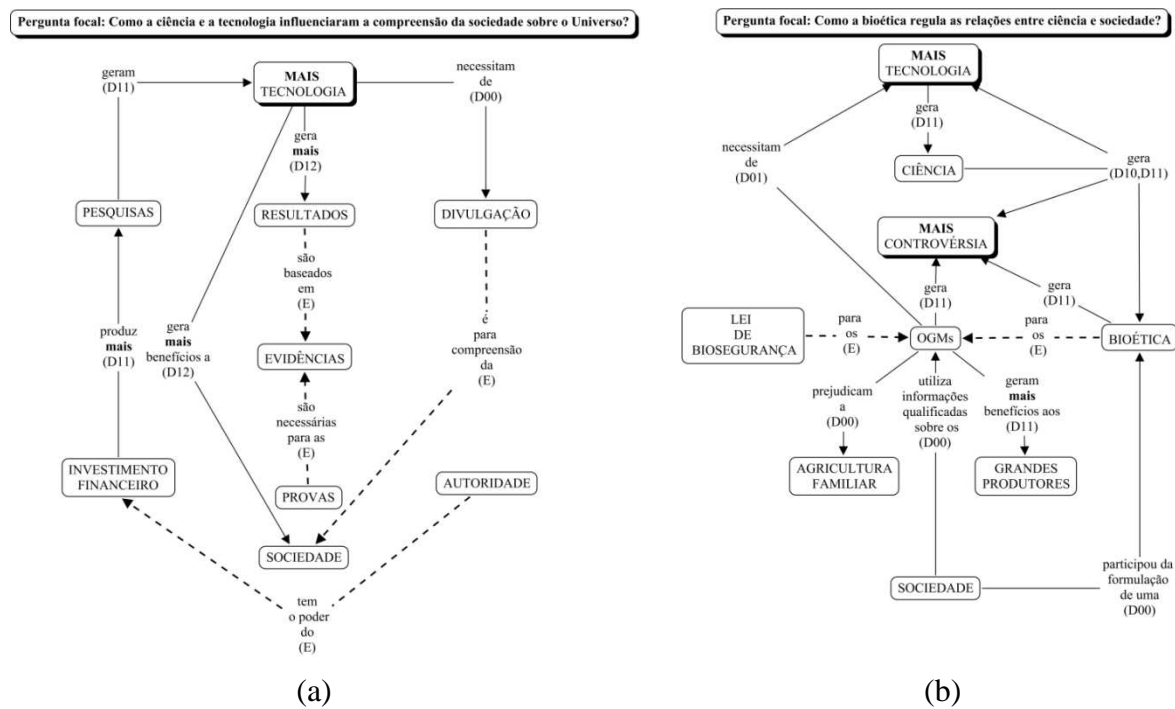 Pergunta focal: Como a ciência e a tecnologia influenciaram a compreensão da sociedade sobre o Universo?
geram
(D11)
MAIS
TECNOLOGIA
necessitam
de
(D00)
gera
mais
(D12)
PESQUISAS
RESULTADOS
DIVULGAÇÃO
são
baseados
em
(E)
produz
mais
(D11)
gera
mais
benefícios a
(D12)
EVIDÊNCIAS
é
para
compreensão
da
(E)
são
necessárias
para as
(E)
INVESTIMENTO
FINANCEIRO
PROVAS
AUTORIDADE
SOCIEDADE
tem
o poder
do
(E)
(a)
Pergunta focal: Como a bioética regula as relações entre ciência e sociedade?
MAIS
TECNOLOGIA
gera
(D11)
necessitam
de
(D01)
CIÊNCIA
gera
(D10,D11)
MAIS
CONTROVÉRSIA
gera
(D11)
gera
(D11)
LEI
DE
BIOSEGURANÇA
para
os
(E)
OGMs
para
os
(E)
BIOÉTICA
prejudicam
a
(D00)
utiliza
informações
qualificadas
sobre os
(D00)
geram
mais
benefícios aos
(D11)
AGRICULTURA
FAMILIAR
GRANDES
PRODUTORES
SOCIEDADE
participou da
formulação
de uma
(D00)
(b)